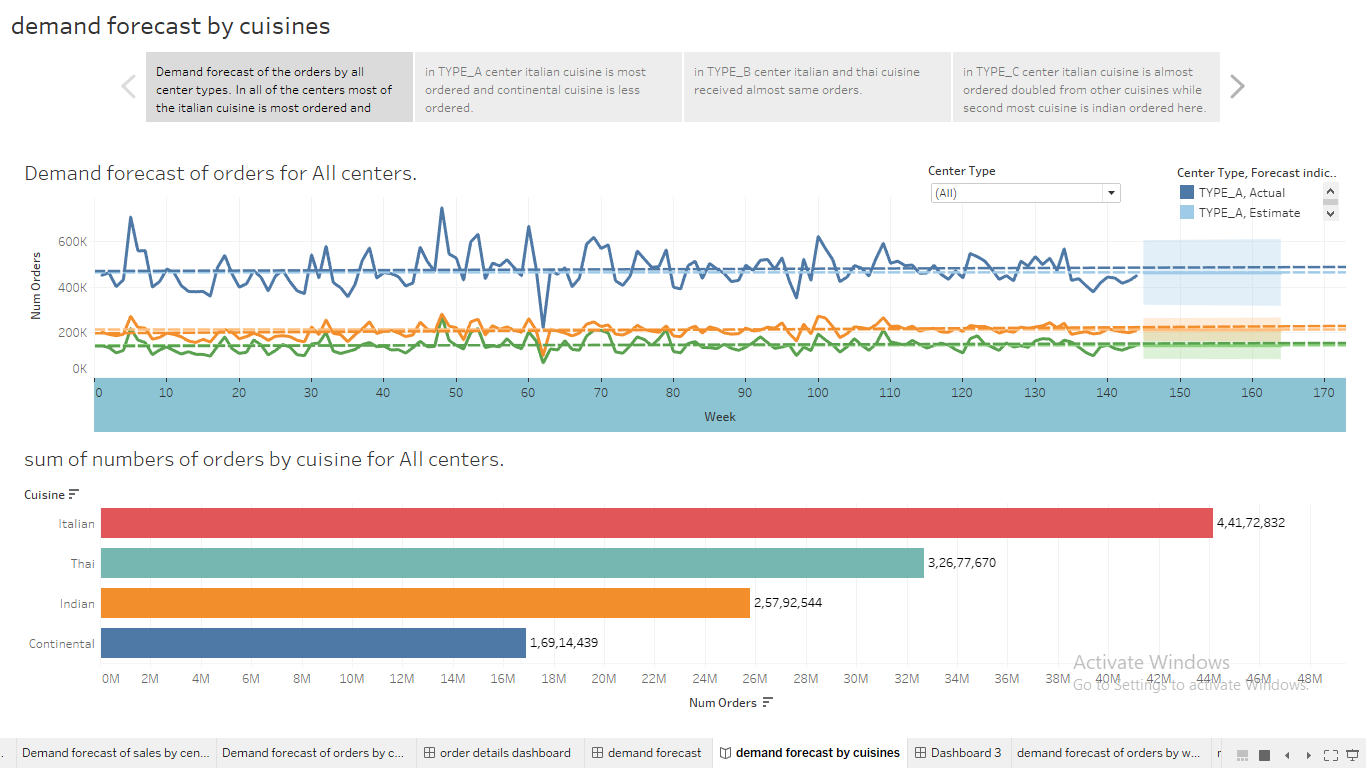 demand forecast by cuisines
Demand forecast of the orders by all
center types. In all of the centers most of
the italian cuisine is most ordered and
in TYPE_A center italian cuisine is most
ordered and continental cuisine is less
ordered.
in TYPE_B center italian and thai cuisine
received almost same orders.
in TYPE_C center italian cuisine is almost
ordered doubled from other cuisines while
second most cuisine is indian ordered here.
Demand forecast of orders for All centers.
Center Type
(All)
Center Type, Forecast indic..
TYPE_A, Actual
TYPE_A, Estimate
Num Orders
600K
400K
200K
0K
0 10 20 30 40 50 60 70 80 90 100 110 120 130 140 150 160 170
Week
sum of numbers of orders by cuisine for All centers.
Cuisine
Italian 4,41,72,832
Thai 3,26,77,670
Indian 2,57,92,544
Continental 1,69,14,439
0M 2M 4M 6M 8M 10M 12M 14M 16M 18M 20M 22M 24M 26M 28M 30M 32M 34M 36M 38M 40M 42M 44M 46M 48M
Num Orders
Activate Windows
Go to Settings to activate Windows.
Demand forecast of sales by cen... Demand forecast of orders by c... order details dashboard demand forecast demand forecast by cuisines Dashboard 3 demand forecast of orders by w...